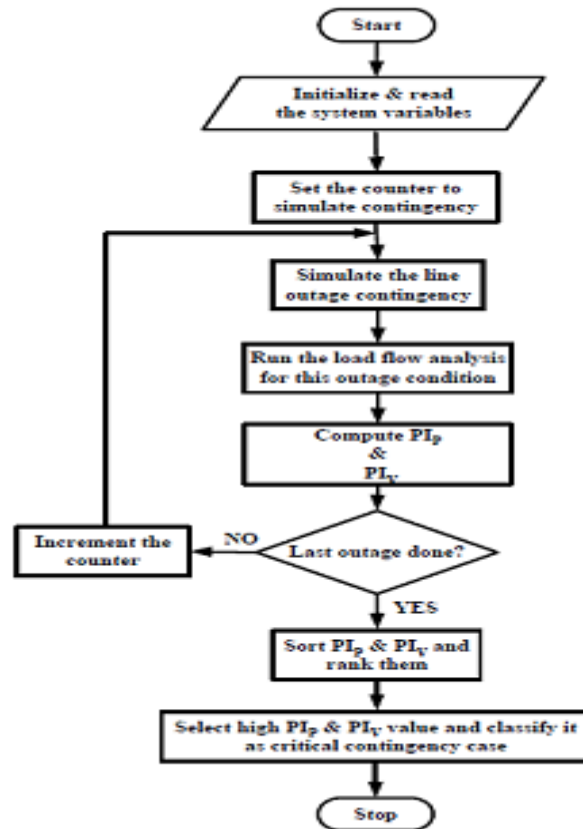 Start
Initialize & read
the system variables
Set the counter to
simulate contingency
Simulate the line
outage contingency
Run the load flow analysis
for this outage condition
Compute PIP
&
PIV
Last outage done?
NO
Increment the
counter
YES
Sort PIP & PIV and
rank them
Select high PIP & PIV value and classify it
as critical contingency case
Stop